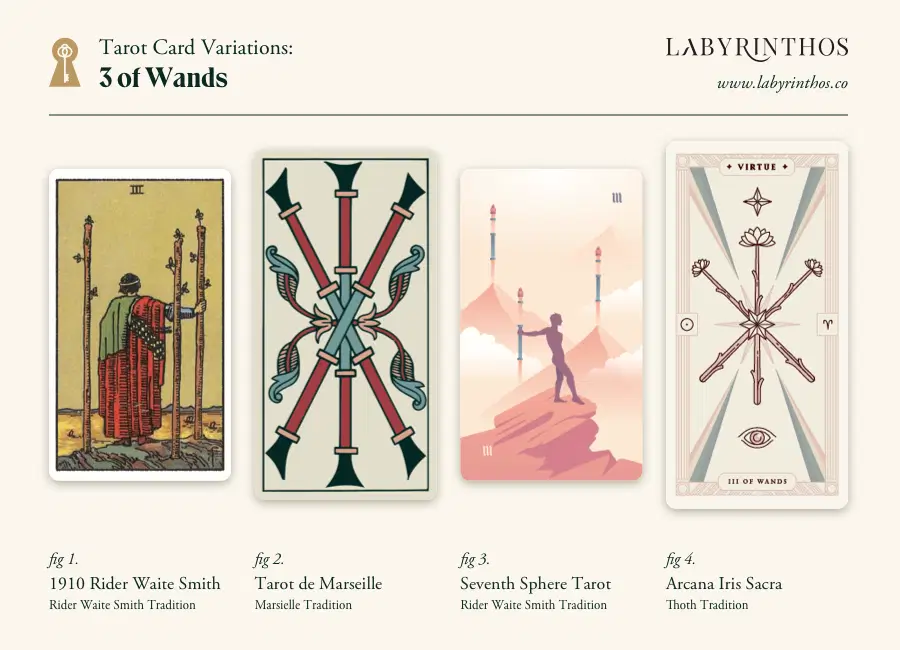 Tarot Card Variations:
3 of Wands
LABYRINTHOS
www.labyrinthos.co
III
III
III
VIRTUE
III OF WANDS
fig 1.
1910 Rider Waite Smith
Rider Waite Smith Tradition
fig 2.
Tarot de Marseille
Marsielle Tradition
fig 3.
Seventh Sphere Tarot
Rider Waite Smith Tradition
fig 4.
Arcana Iris Sacra
Thoth Tradition